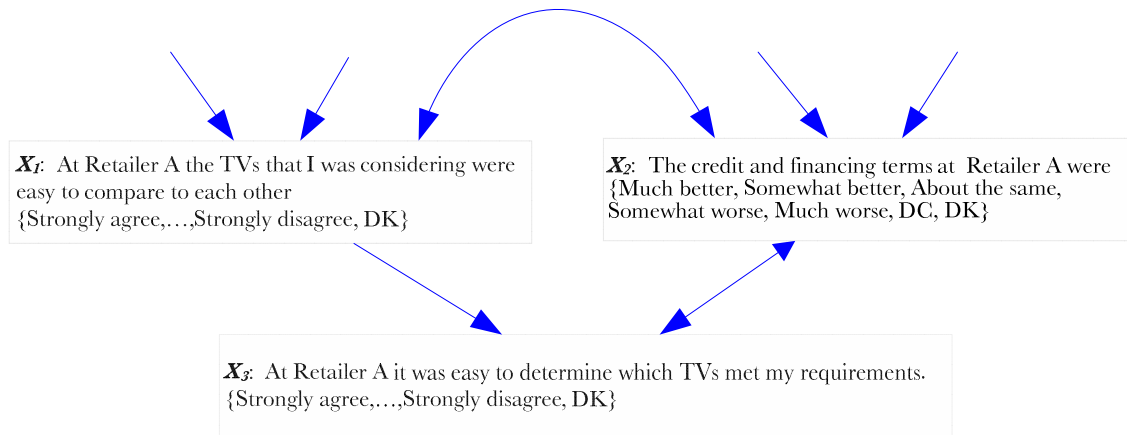 X1: At Retailer A the TVs that I was considering were
easy to compare to each other
{Strongly agree,…,Strongly disagree, DK}
X2: The credit and financing terms at Retailer A were
{Much better, Somewhat better, About the same,
Somewhat worse, Much worse, DC, DK}
X3: At Retailer A it was easy to determine which TVs met my requirements.
{Strongly agree,…,Strongly disagree, DK}